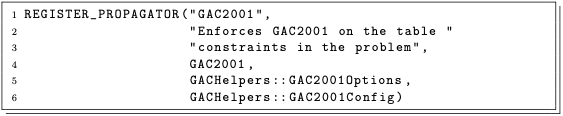 1 REGISTER_PROPAGATOR("GAC2001",
2 "Enforces GAC2001 on the table "
3 "constraints in the problem",
4 GAC2001,
5 GACHelpers::GAC2001Options,
6 GACHelpers::GAC2001Config)